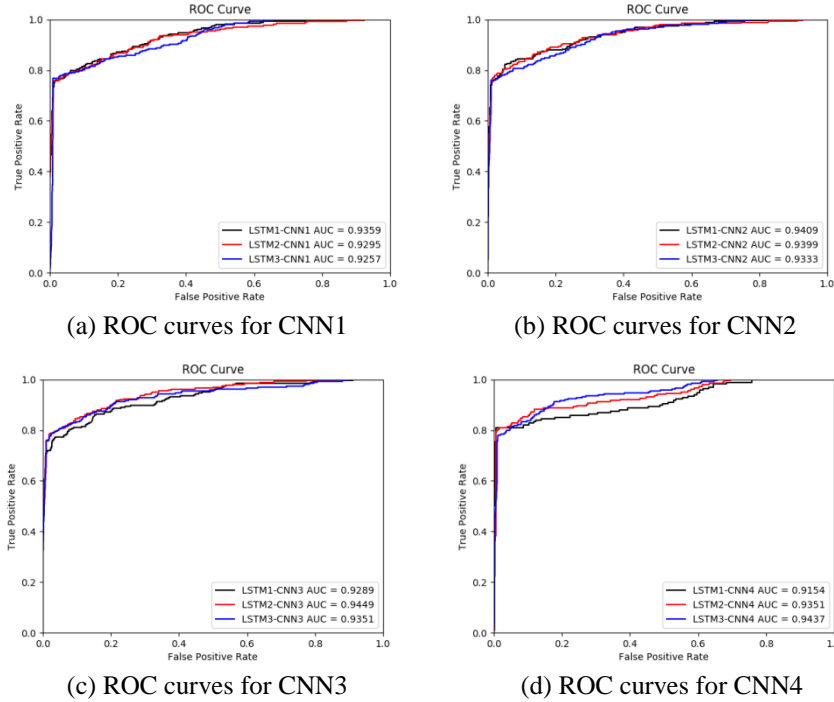 ROC Curve
1.0
0.8
0.6
0.4
0.2
0.0
True Positive Rate
LSTM1-CNN1 AUC = 0.9359
LSTM2-CNN1 AUC = 0.9295
LSTM3-CNN1 AUC = 0.9257
0.0 0.2 0.4 0.6 0.8 1.0
False Positive Rate
(a) ROC curves for CNN1
ROC Curve
1.0
0.8
0.6
0.4
0.2
0.0
True Positive Rate
LSTM1-CNN2 AUC = 0.9409
LSTM2-CNN2 AUC = 0.9399
LSTM3-CNN2 AUC = 0.9333
0.0 0.2 0.4 0.6 0.8 1.0
False Positive Rate
(b) ROC curves for CNN2
ROC Curve
1.0
0.8
0.6
0.4
0.2
0.0
True Positive Rate
LSTM1-CNN3 AUC = 0.9289
LSTM2-CNN3 AUC = 0.9449
LSTM3-CNN3 AUC = 0.9351
0.0 0.2 0.4 0.6 0.8 1.0
False Positive Rate
(c) ROC curves for CNN3
ROC Curve
1.0
0.8
0.6
0.4
0.2
0.0
True Positive Rate
LSTM1-CNN4 AUC = 0.9154
LSTM2-CNN4 AUC = 0.9351
LSTM3-CNN4 AUC = 0.9437
0.0 0.2 0.4 0.6 0.8 1.0
False Positive Rate
(d) ROC curves for CNN4